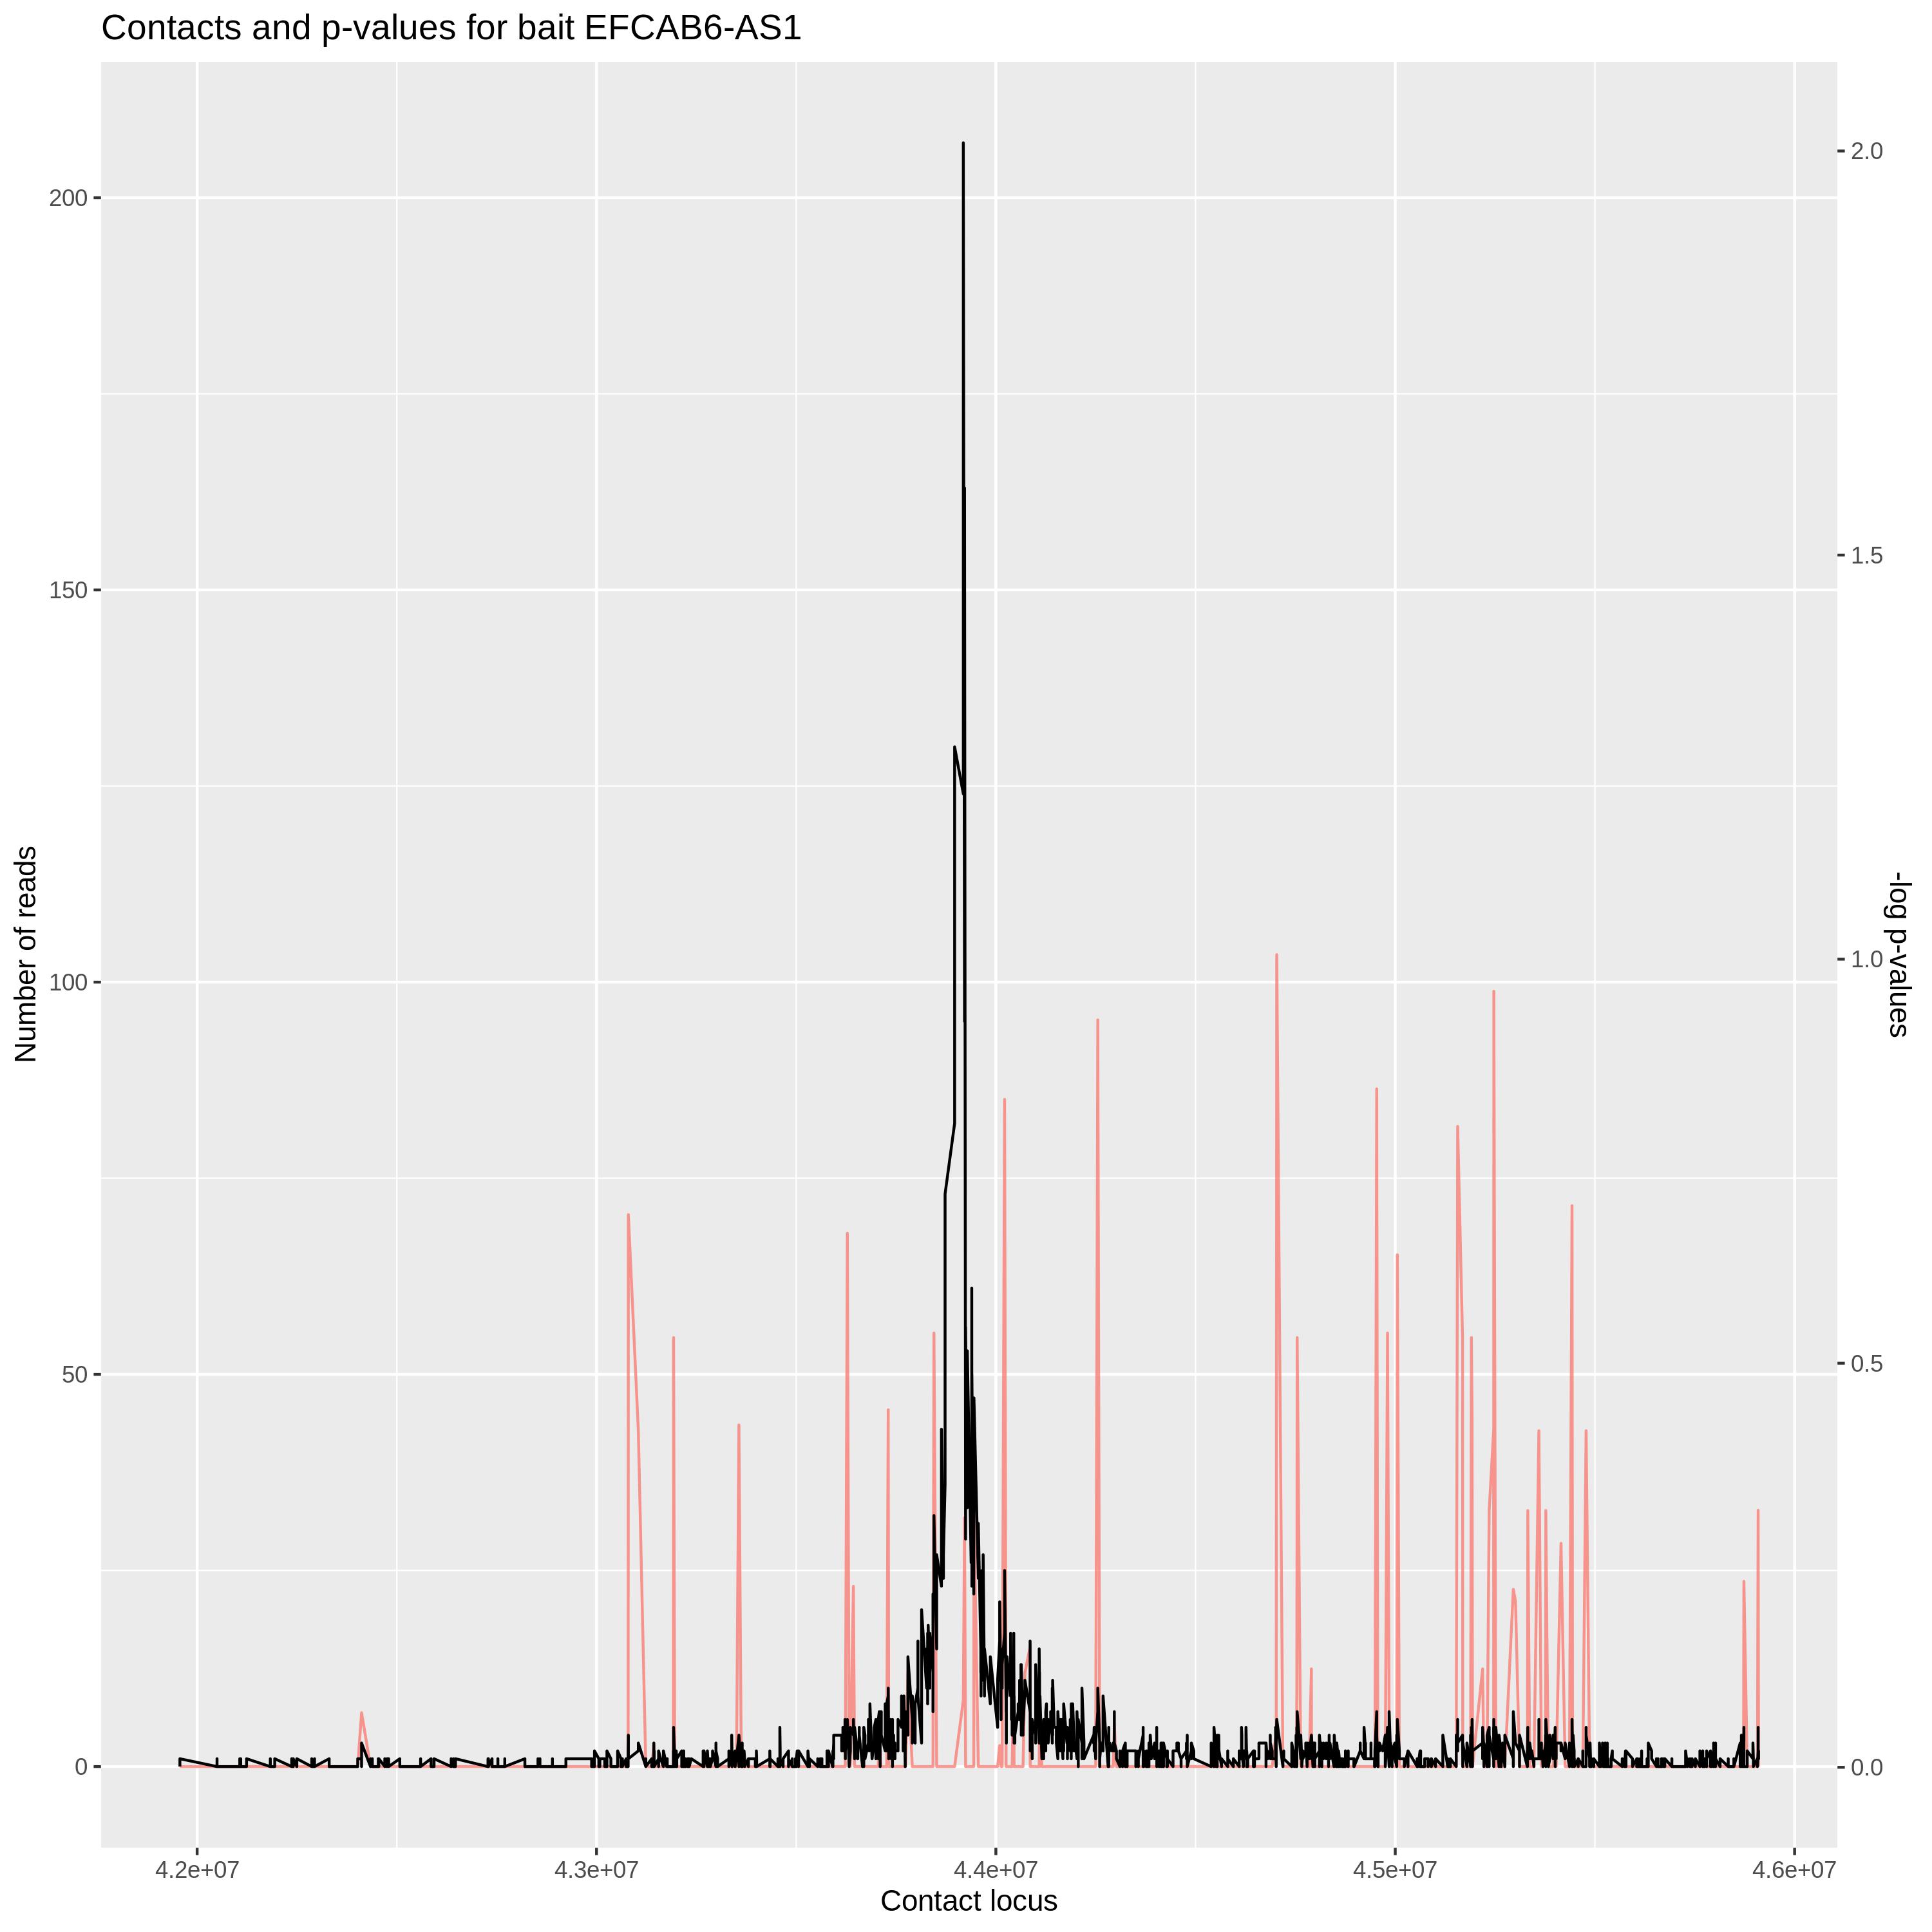 Contacts and p-values for bait EFCAB6-AS1
200
150
100
50
0
Number of reads
2.0
1.5
1.0
0.5
0.0
-log p-values
4.2e+07
4.3e+07
4.4e+07
4.5e+07
4.6e+07
Contact locus